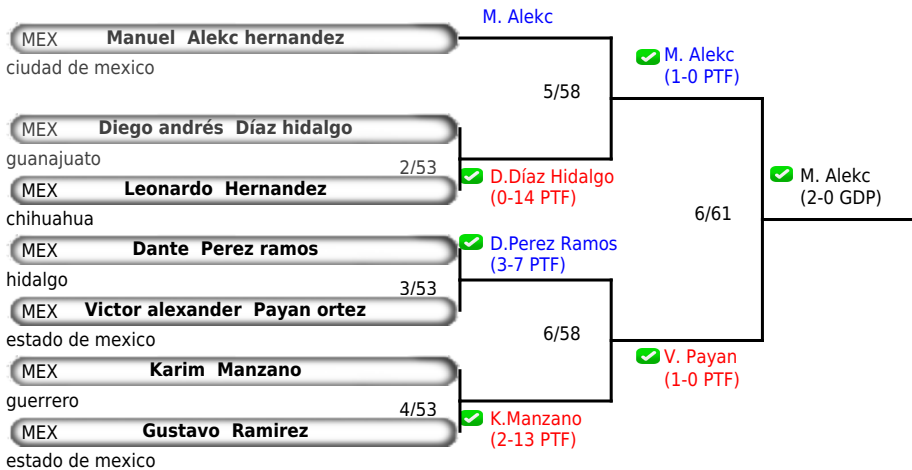 M. Alekc
MEX Manuel Alekc hernandez
ciudad de mexico
M. Alekc
(1-0 PTF)
5/58
MEX Diego andrés Díaz hidalgo
guanajuato
2/53
MEX Leonardo Hernandez
chihuahua
D.Díaz Hidalgo
(0-14 PTF)
M. Alekc
(2-0 GDP)
6/61
MEX Dante Perez ramos
hidalgo
D.Perez Ramos
(3-7 PTF)
3/53
MEX Victor alexander Payan ortez
estado de mexico
6/58
V. Payan
(1-0 PTF)
MEX Karim Manzano
guerrero
4/53
MEX Gustavo Ramirez
estado de mexico
K.Manzano
(2-13 PTF)